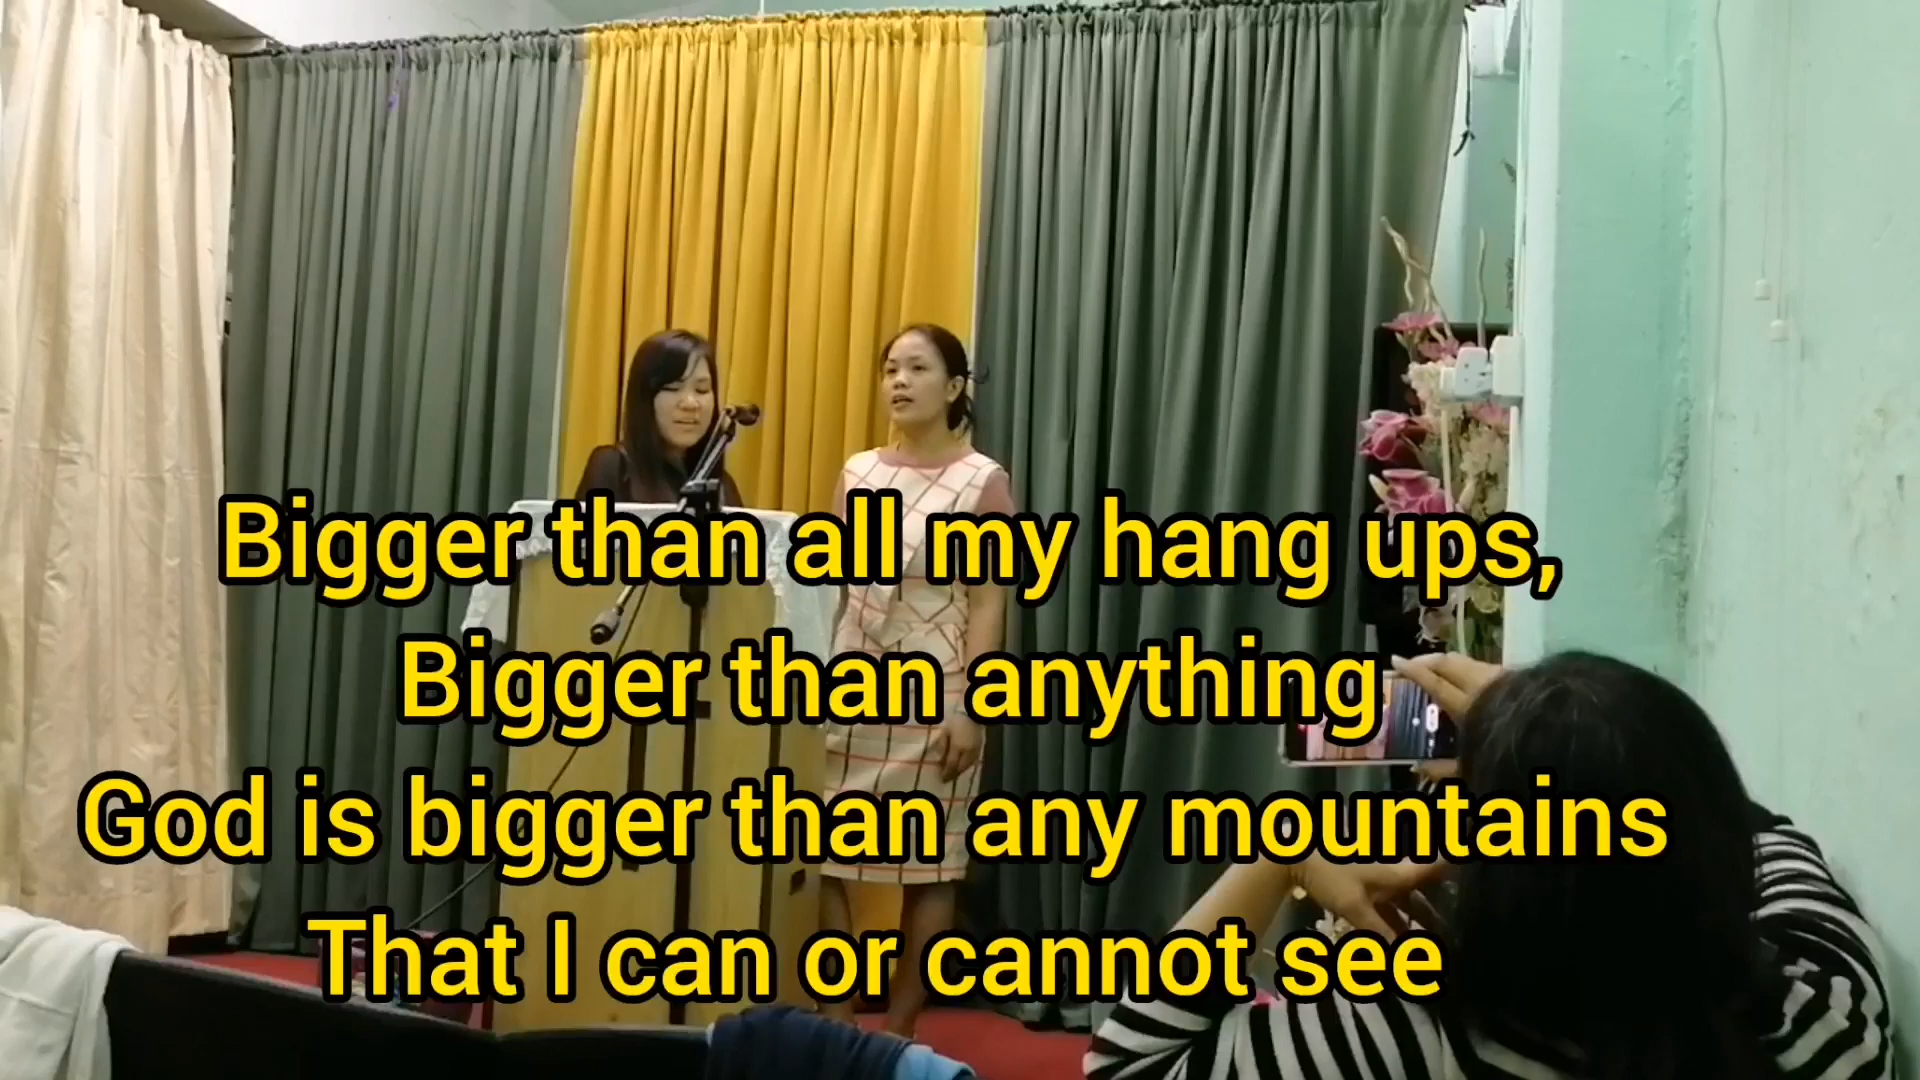 Bigger than all my hang ups,
Bigger than anything
God is bigger than any mountains
That I can or cannot see